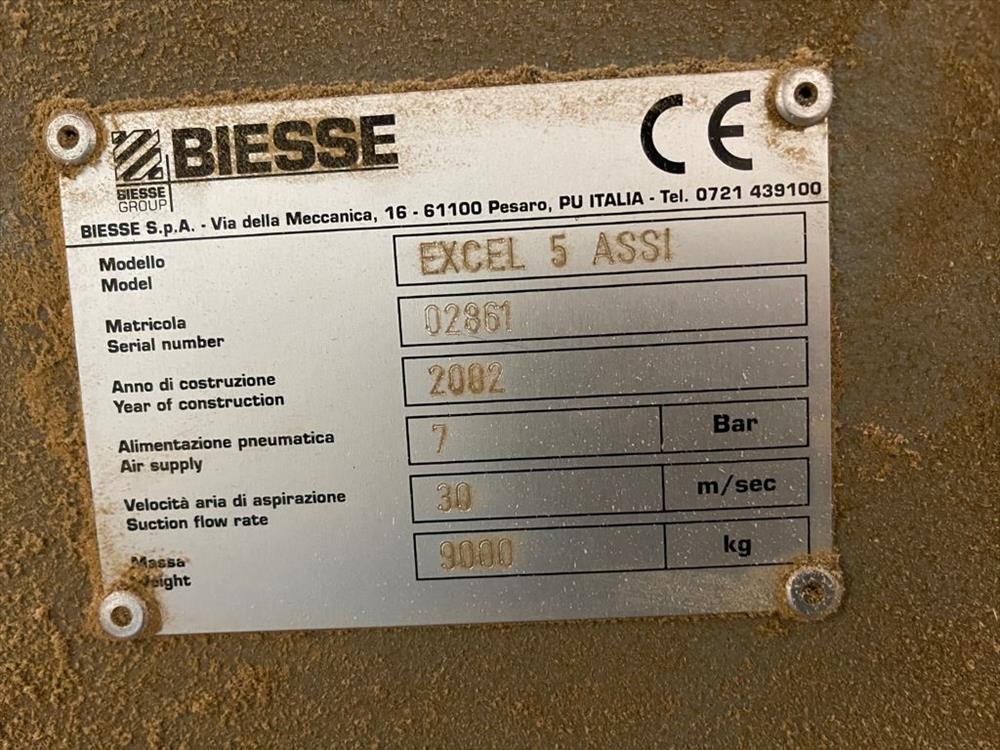 BIESSE
BIESSE
GROUP
CE
BIESSE S.p.A. - Via della Meccanica, 16 - 61100 Pesaro, PU ITALIA - Tel. 0721 439100
Modello
Model
EXCEL 5 ASSI
Matricola
Serial number
02861
Anno di costruzione
Year of construction
2002
Alimentazione pneumatica
Air supply
7 Bar
Velocità aria di aspirazione
Suction flow rate
30 m/sec
Massa
Weight
9000 kg